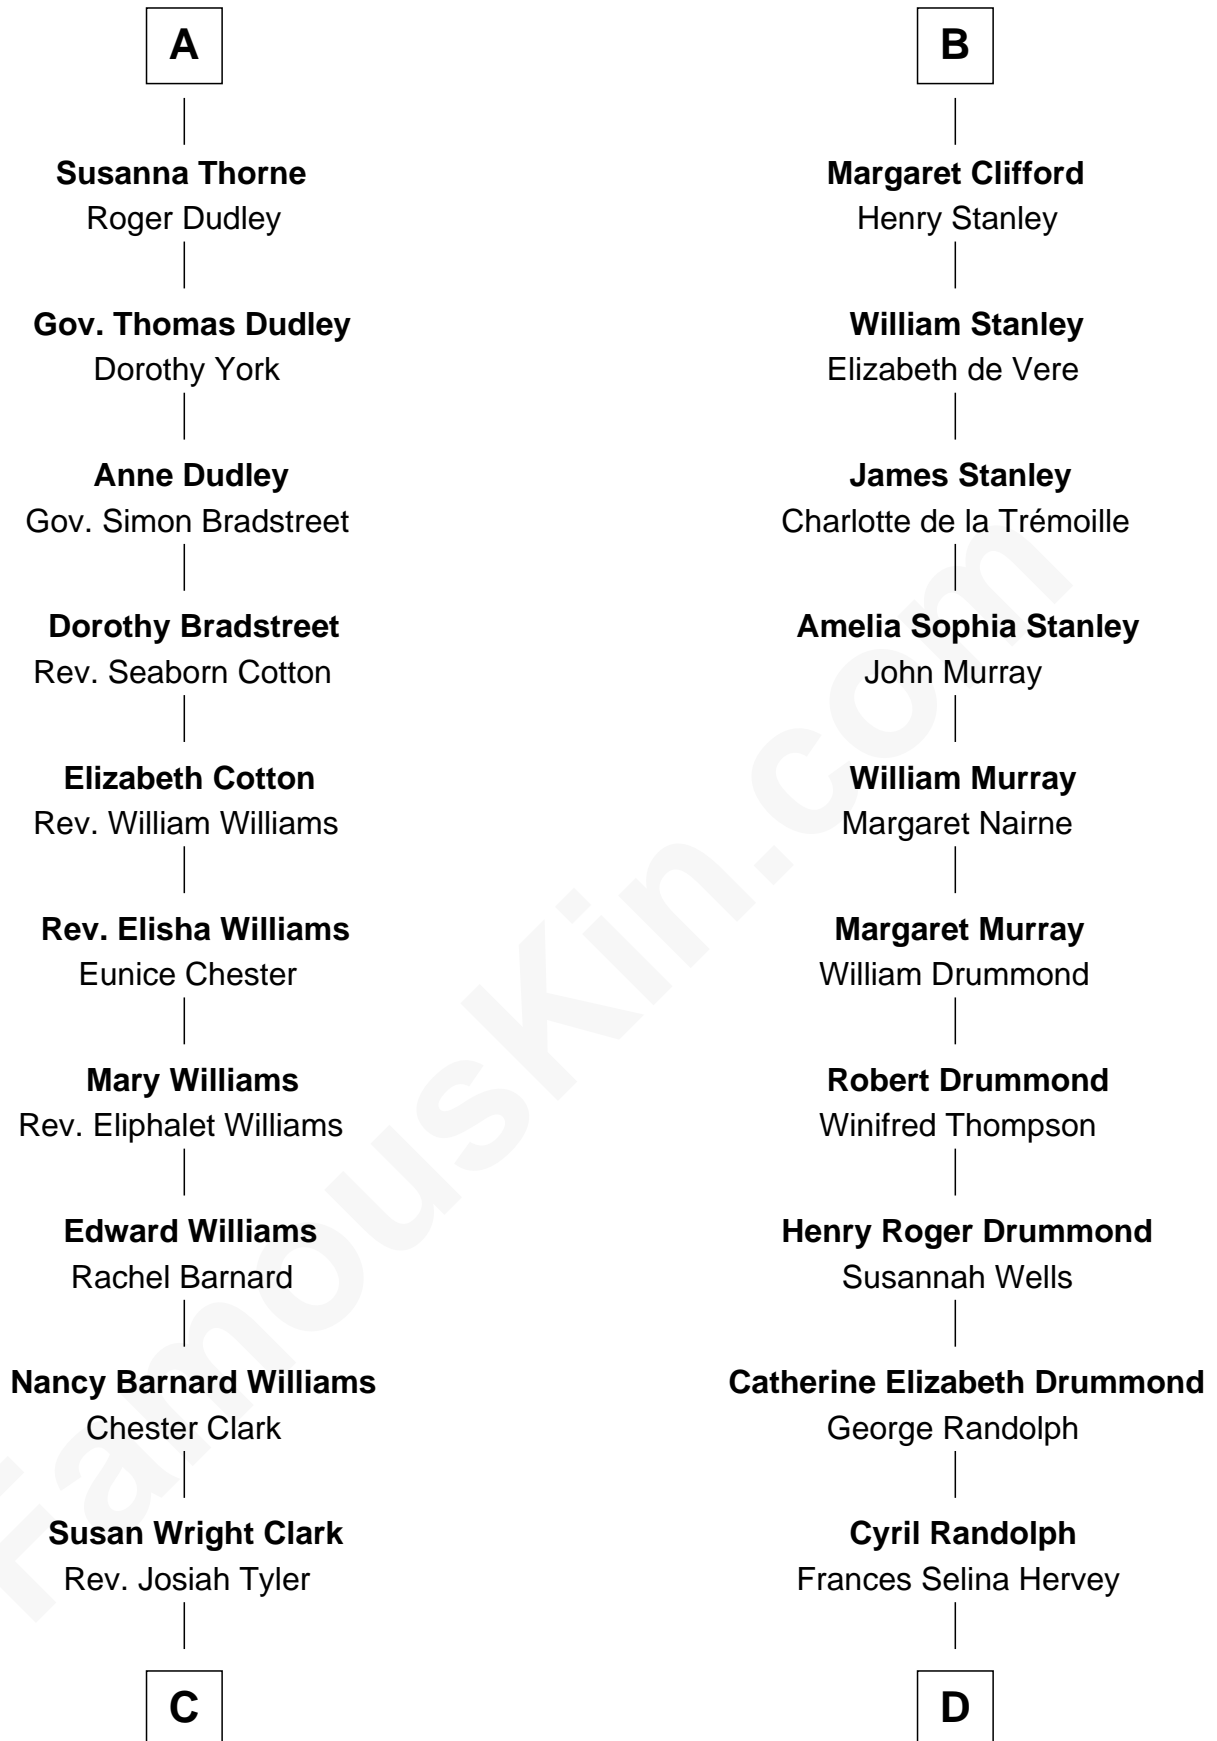 A
Susanna Thorne
Roger Dudley
Gov. Thomas Dudley
Dorothy York
Anne Dudley
Gov. Simon Bradstreet
Dorothy Bradstreet
Rev. Seaborn Cotton
Elizabeth Cotton
Rev. William Williams
Rev. Elisha Williams
Eunice Chester
Mary Williams
Rev. Eliphalet Williams
Edward Williams
Rachel Barnard
Nancy Barnard Williams
Chester Clark
Susan Wright Clark
Rev. Josiah Tyler
C
B
Margaret Clifford
Henry Stanley
William Stanley
Elizabeth de Vere
James Stanley
Charlotte de la Trémoille
Amelia Sophia Stanley
John Murray
William Murray
Margaret Nairne
Margaret Murray
William Drummond
Robert Drummond
Winifred Thompson
Henry Roger Drummond
Susannah Wells
Catherine Elizabeth Drummond
George Randolph
Cyril Randolph
Frances Selina Hervey
D
FamousKin.com